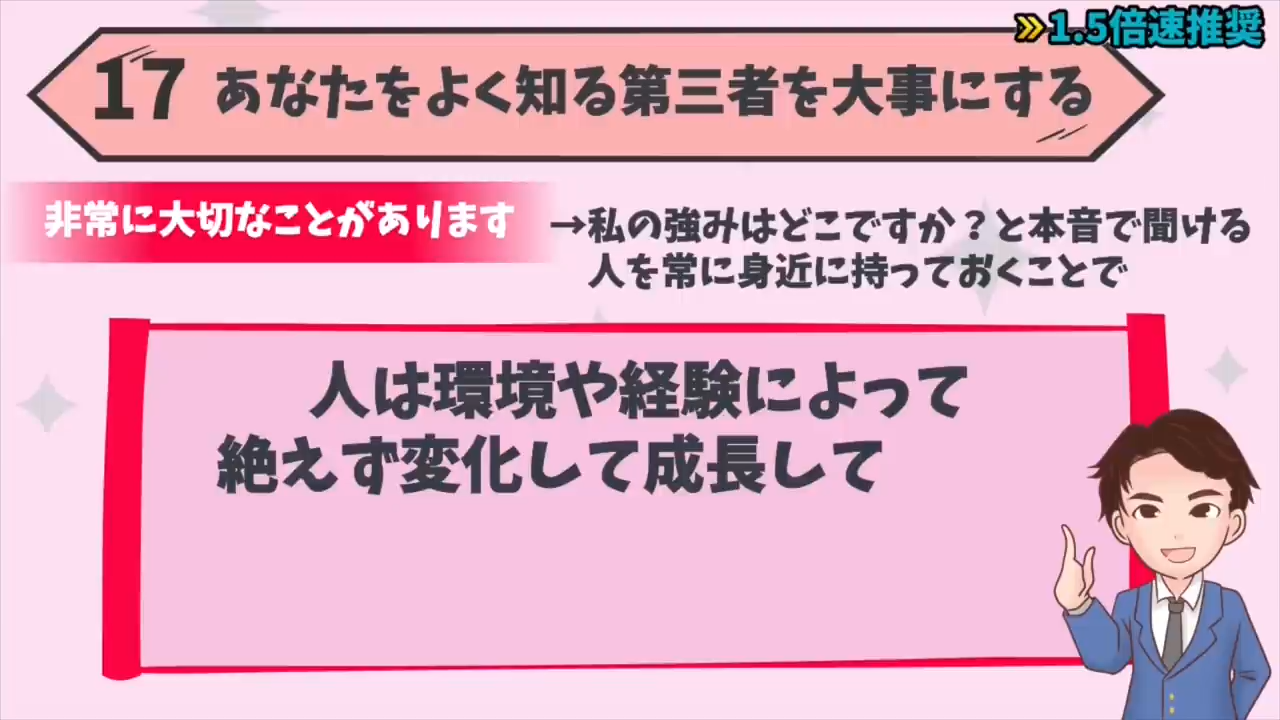 »1.5倍速推奨
17 あなたをよく知る第三者を大事にする
非常に大切なことがあります
→私の強みはどこですか？と本音で聞ける
人を常に身近に持っておくことで
人は環境や経験によって
絶えず変化して成長して